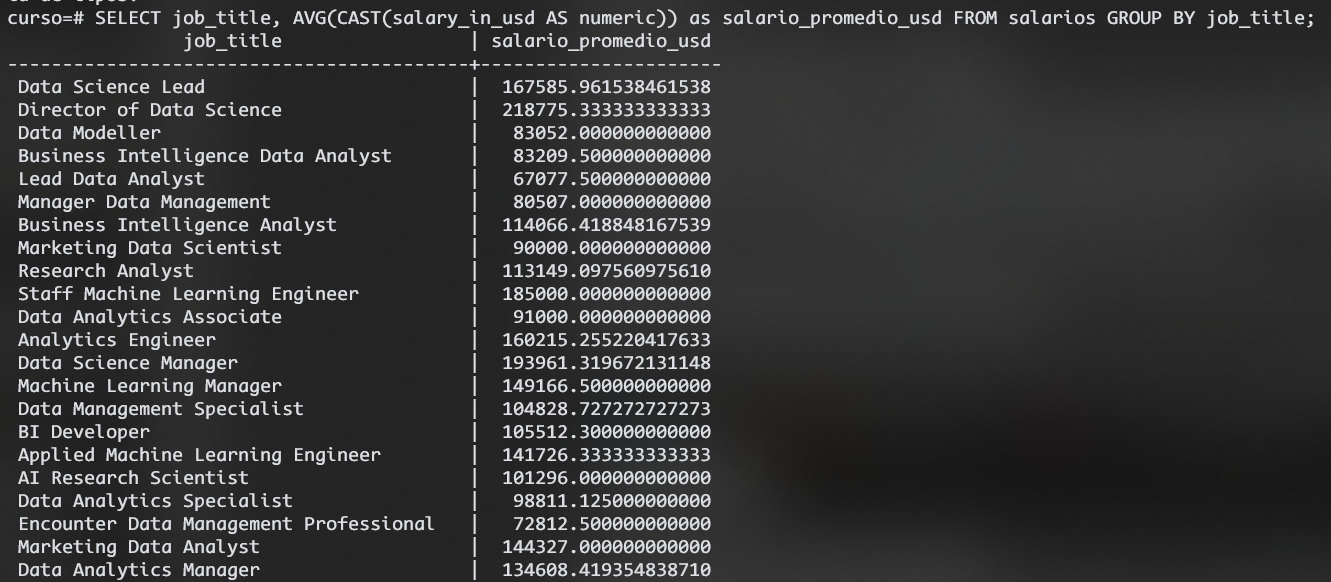 curso=# SELECT job_title, AVG(CAST(salary_in_usd AS numeric)) as salario_promedio_usd FROM salarios GROUP BY job_title;
job_title | salario_promedio_usd
------------------------------------------+----------------------
Data Science Lead | 167585.961538461538
Director of Data Science | 218775.333333333333
Data Modeller | 83052.000000000000
Business Intelligence Data Analyst | 83209.500000000000
Lead Data Analyst | 67077.500000000000
Manager Data Management | 80507.000000000000
Business Intelligence Analyst | 114066.418848167539
Marketing Data Scientist | 90000.000000000000
Research Analyst | 113149.097560975610
Staff Machine Learning Engineer | 185000.000000000000
Data Analytics Associate | 91000.000000000000
Analytics Engineer | 160215.255220417633
Data Science Manager | 193961.319672131148
Machine Learning Manager | 149166.500000000000
Data Management Specialist | 104828.727272727273
BI Developer | 105512.300000000000
Applied Machine Learning Engineer | 141726.333333333333
AI Research Scientist | 101296.000000000000
Data Analytics Specialist | 98811.125000000000
Encounter Data Management Professional | 72812.500000000000
Marketing Data Analyst | 144327.000000000000
Data Analytics Manager | 134608.419354838710